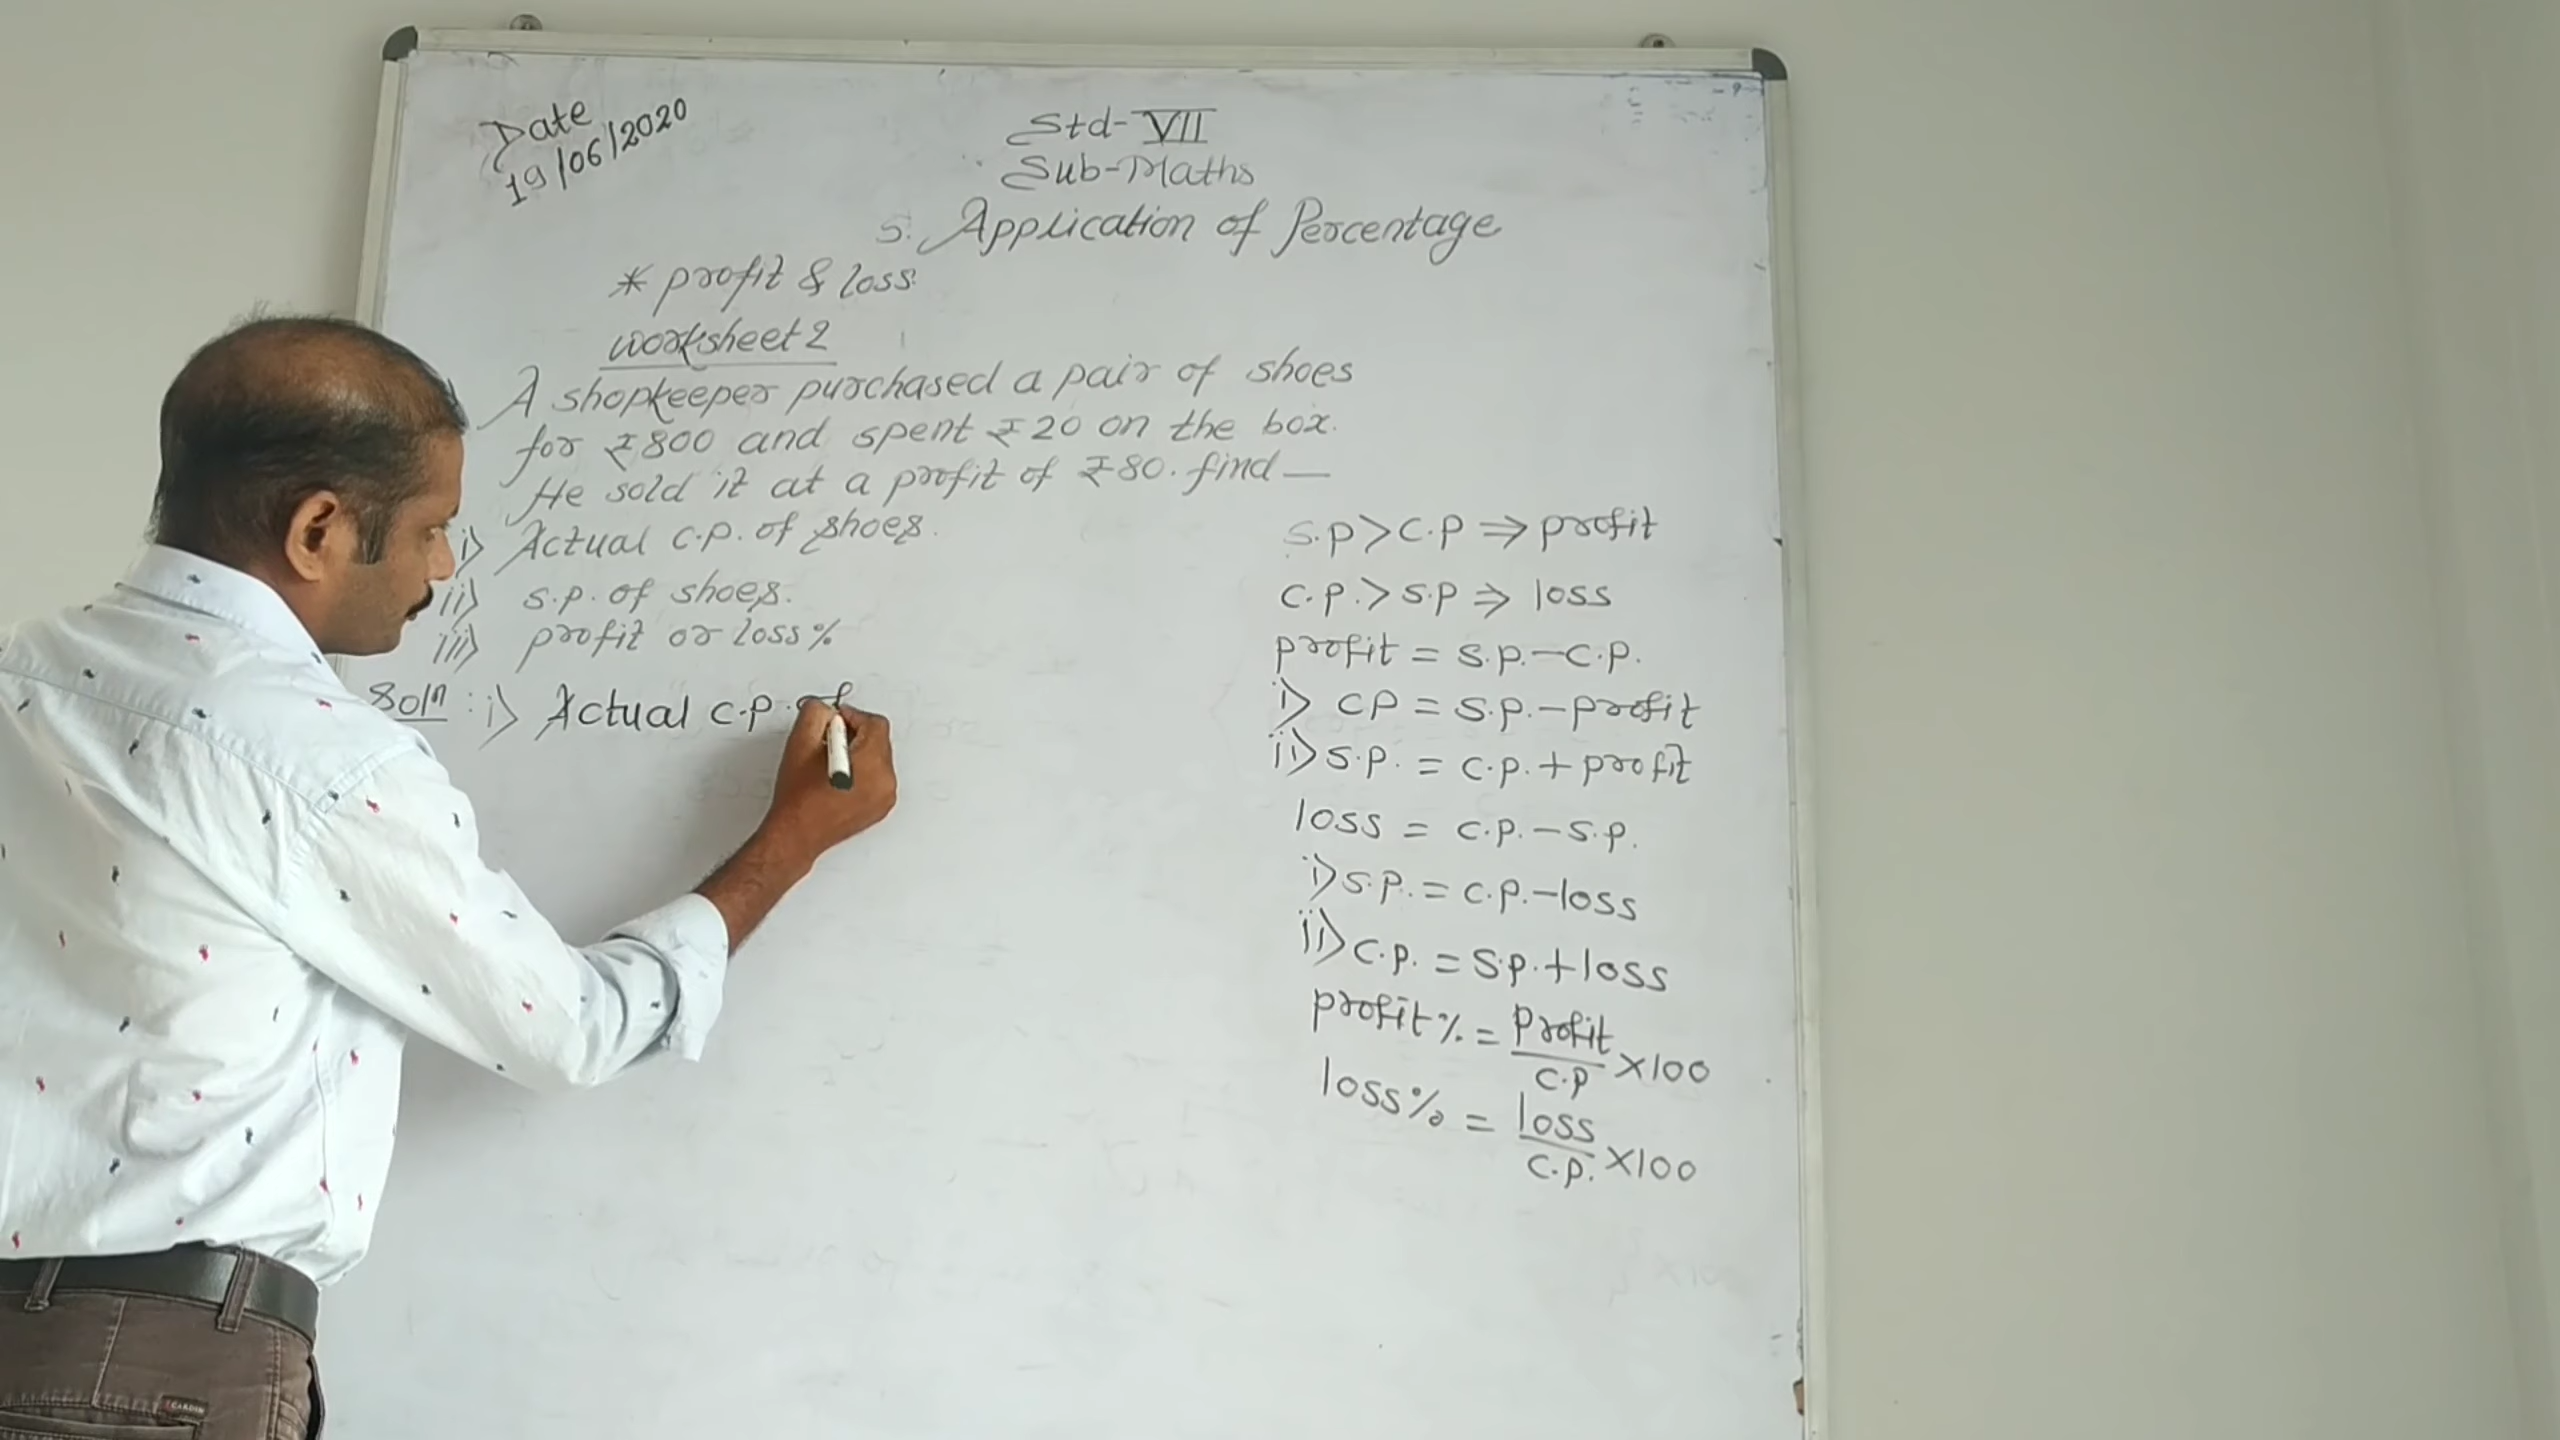 Date
19/06/2020
Std-VII
Sub-Maths
5. Application of Percentage
* profit & loss
worksheet 2
A shopkeeper purchased a pair of shoes
for ₹800 and spent ₹20 on the box.
He sold it at a profit of ₹80. find —
i) Actual c.p. of shoes.
ii) s.p. of shoes.
iii) profit or loss%
Soln : i) Actual c.p. of
s.p > c.p ⇒ profit
c.p. > s.p ⇒ loss
profit = s.p. - c.p.
i) cp = s.p. - profit
ii) s.p. = c.p. + profit
loss = c.p. - s.p.
i) s.p. = c.p. - loss
ii) c.p. = s.p. + loss
profit% = profit/c.p × 100
loss% = loss/c.p. × 100